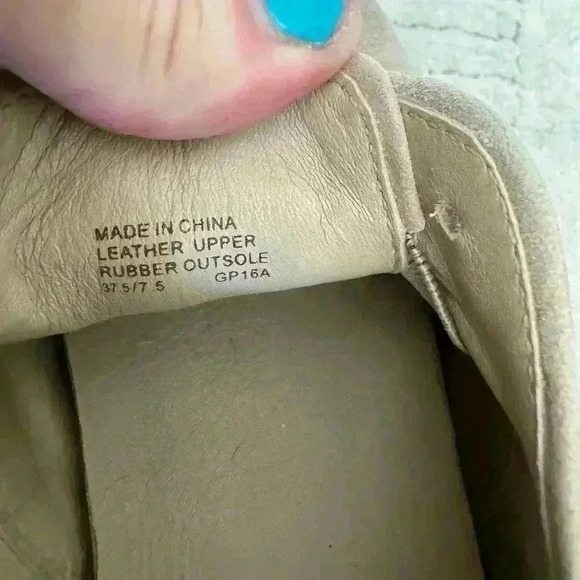 MADE IN CHINA
LEATHER UPPER
RUBBER OUTSOLE
37.5/7.5 GP16A